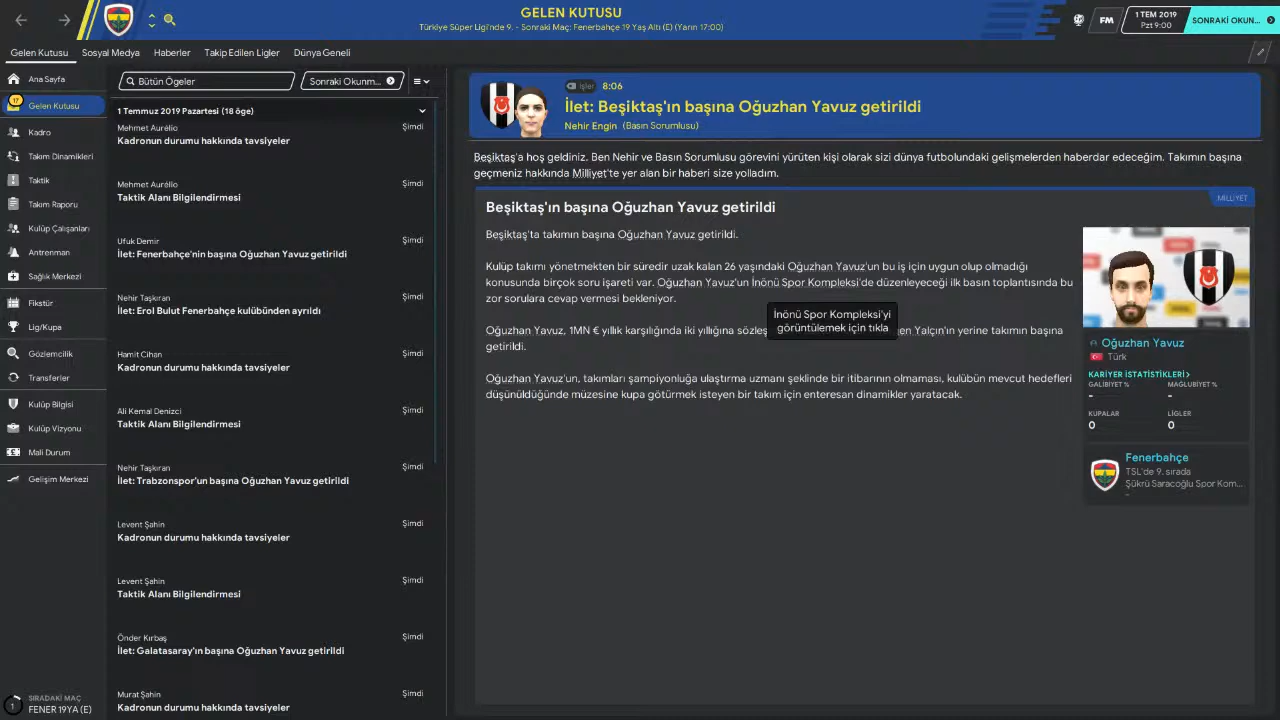 GELEN KUTUSU
Türkiye Süper Ligi'nde 9. - Sonraki Maç: Fenerbahçe 19 Yaş Altı (E) (Yarın 17:00)
FM
1 TEM 2019
Pzt 9:00
SONRAKI OKUN...
Gelen Kutusu
Sosyal Medya
Haberler
Takip Edilen Ligler
Dünya Geneli
Ana Sayfa
17
Gelen Kutusu
Kadro
Takım Dinamikleri
Taktik
Takım Raporu
Kulüp Çalışanları
Antrenman
Sağlık Merkezi
Fikstür
Lig/Kupa
Gözlemcilik
Transferler
Kulüp Bilgisi
Kulüp Vizyonu
Mali Durum
Gelişim Merkezi
1
SIRADAKİ MAÇ
FENER 19YA (E)
Bütün Ögeler
Sonraki Okunm...
1 Temmuz 2019 Pazartesi (18 öge)
Mehmet Aurélio
Şimdi
Kadronun durumu hakkında tavsiyeler
Mehmet Aurélio
Şimdi
Taktik Alanı Bilgilendirmesi
Ufuk Demir
Şimdi
İlet: Fenerbahçe'nin başına Oğuzhan Yavuz getirildi
Nehir Taşkıran
Şimdi
İlet: Erol Bulut Fenerbahçe kulübünden ayrıldı
Hamit Cihan
Şimdi
Kadronun durumu hakkında tavsiyeler
Ali Kemal Denizci
Şimdi
Taktik Alanı Bilgilendirmesi
Nehir Taşkıran
Şimdi
İlet: Trabzonspor'un başına Oğuzhan Yavuz getirildi
Levent Şahin
Şimdi
Kadronun durumu hakkında tavsiyeler
Levent Şahin
Şimdi
Taktik Alanı Bilgilendirmesi
Önder Kırbaş
Şimdi
İlet: Galatasaray'ın başına Oğuzhan Yavuz getirildi
Murat Şahin
Şimdi
Kadronun durumu hakkında tavsiyeler
İşler
8:06
İlet: Beşiktaş'ın başına Oğuzhan Yavuz getirildi
Nehir Engin (Basın Sorumlusu)
Beşiktaş'a hoş geldiniz. Ben Nehir ve Basın Sorumlusu görevini yürüten kişi olarak sizi dünya futbolundaki gelişmelerden haberdar edeceğim. Takımın başına
geçmeniz hakkında Milliyet'te yer alan bir haberi size yolladım.
MİLLİYET
Beşiktaş'ın başına Oğuzhan Yavuz getirildi
Beşiktaş'ta takımın başına Oğuzhan Yavuz getirildi.
Kulüp takımı yönetmekten bir süredir uzak kalan 26 yaşındaki Oğuzhan Yavuz'un bu iş için uygun olup olmadığı
konusunda birçok soru işareti var. Oğuzhan Yavuz'un İnönü Spor Kompleksi'de düzenleyeceği ilk basın toplantısında bu
zor sorulara cevap vermesi bekleniyor.
İnönü Spor Kompleksi'yi
görüntülemek için tıkla
Oğuzhan Yavuz, 1MN € yıllık karşılığında iki yıllığına Yalçın'ın yerine takımın başına
getirildi.
Oğuzhan Yavuz'un, takımları şampiyonluğa ulaştırma uzmanı şeklinde bir itibarının olmaması, kulübün mevcut hedefleri
düşünüldüğünde müzesine kupa götürmek isteyen bir takım için enteresan dinamikler yaratacak.
Oğuzhan Yavuz
Türk
KARİYER İSTATİSTİKLERİ>
GALİBİYET %
MAĞLUBİYET %
-
-
KUPALAR
LİGLER
0
0
Fenerbahçe
TSL'de 9. sırada
Şükrü Saracoğlu Spor Kom...
-